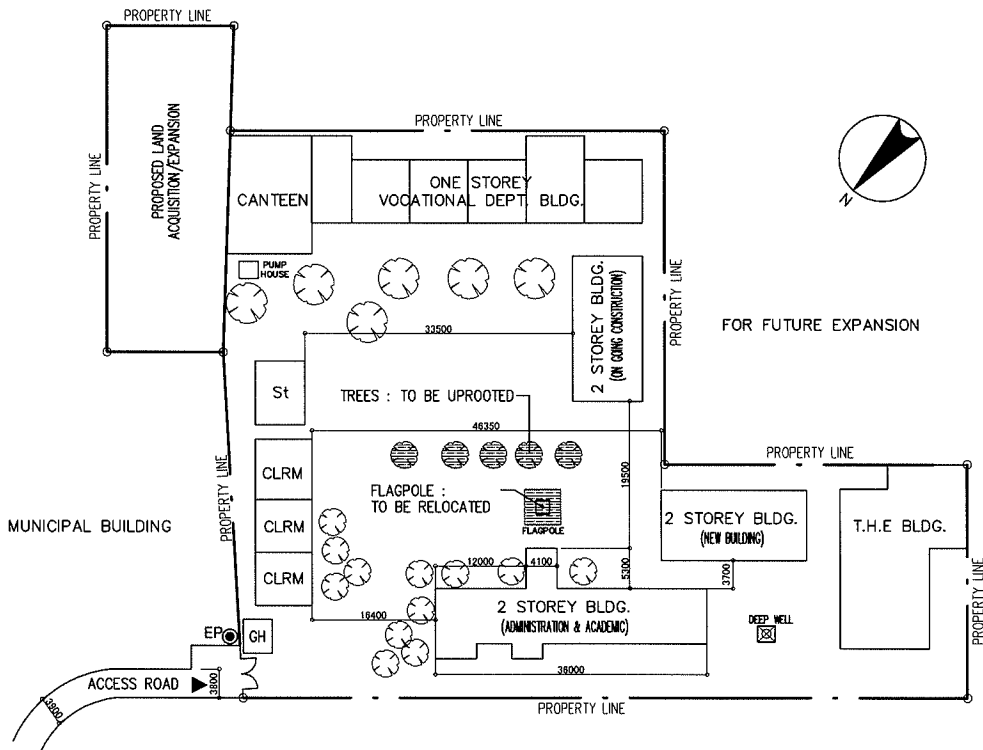 PROPERTY LINE
PROPERTY LINE
PROPOSED LAND
ACQUISITION/EXPANSION
PROPERTY LINE
CANTEEN
ONE STOREY
VOCATIONAL DEPT. BLDG.
N
PUMP
HOUSE
2 STOREY BLDG.
(ON GOING CONSTRUCTION)
PROPERTY LINE
FOR FUTURE EXPANSION
33500
St
TREES : TO BE UPROOTED
46350
19500
PROPERTY LINE
CLRM
CLRM
CLRM
FLAGPOLE :
TO BE RELOCATED
FLAGPOLE
2 STOREY BLDG.
(NEW BUILDING)
T.H.E BLDG.
MUNICIPAL BUILDING
PROPERTY LINE
12000
4100
5300
3700
16400
2 STOREY BLDG.
(ADMINISTRATION & ACADEMIC)
DEEP WELL
PROPERTY LINE
EP
GH
36000
ACCESS ROAD
3800
3900
PROPERTY LINE